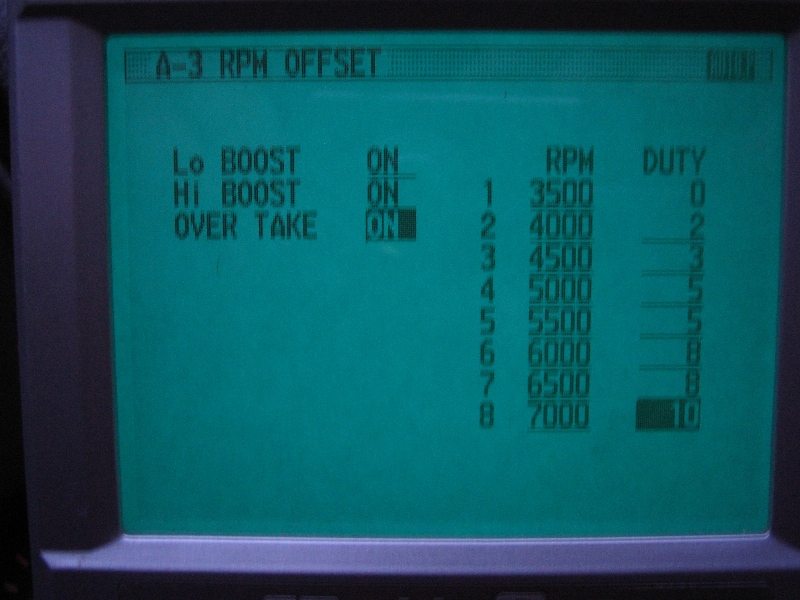 A-3 RPM OFFSET
Lo BOOST ON RPM DUTY
Hi BOOST ON 1 3500 0
OVER TAKE ON 2 4000 2
3 4500 3
4 5000 5
5 5500 5
6 6000 8
7 6500 8
8 7000 10